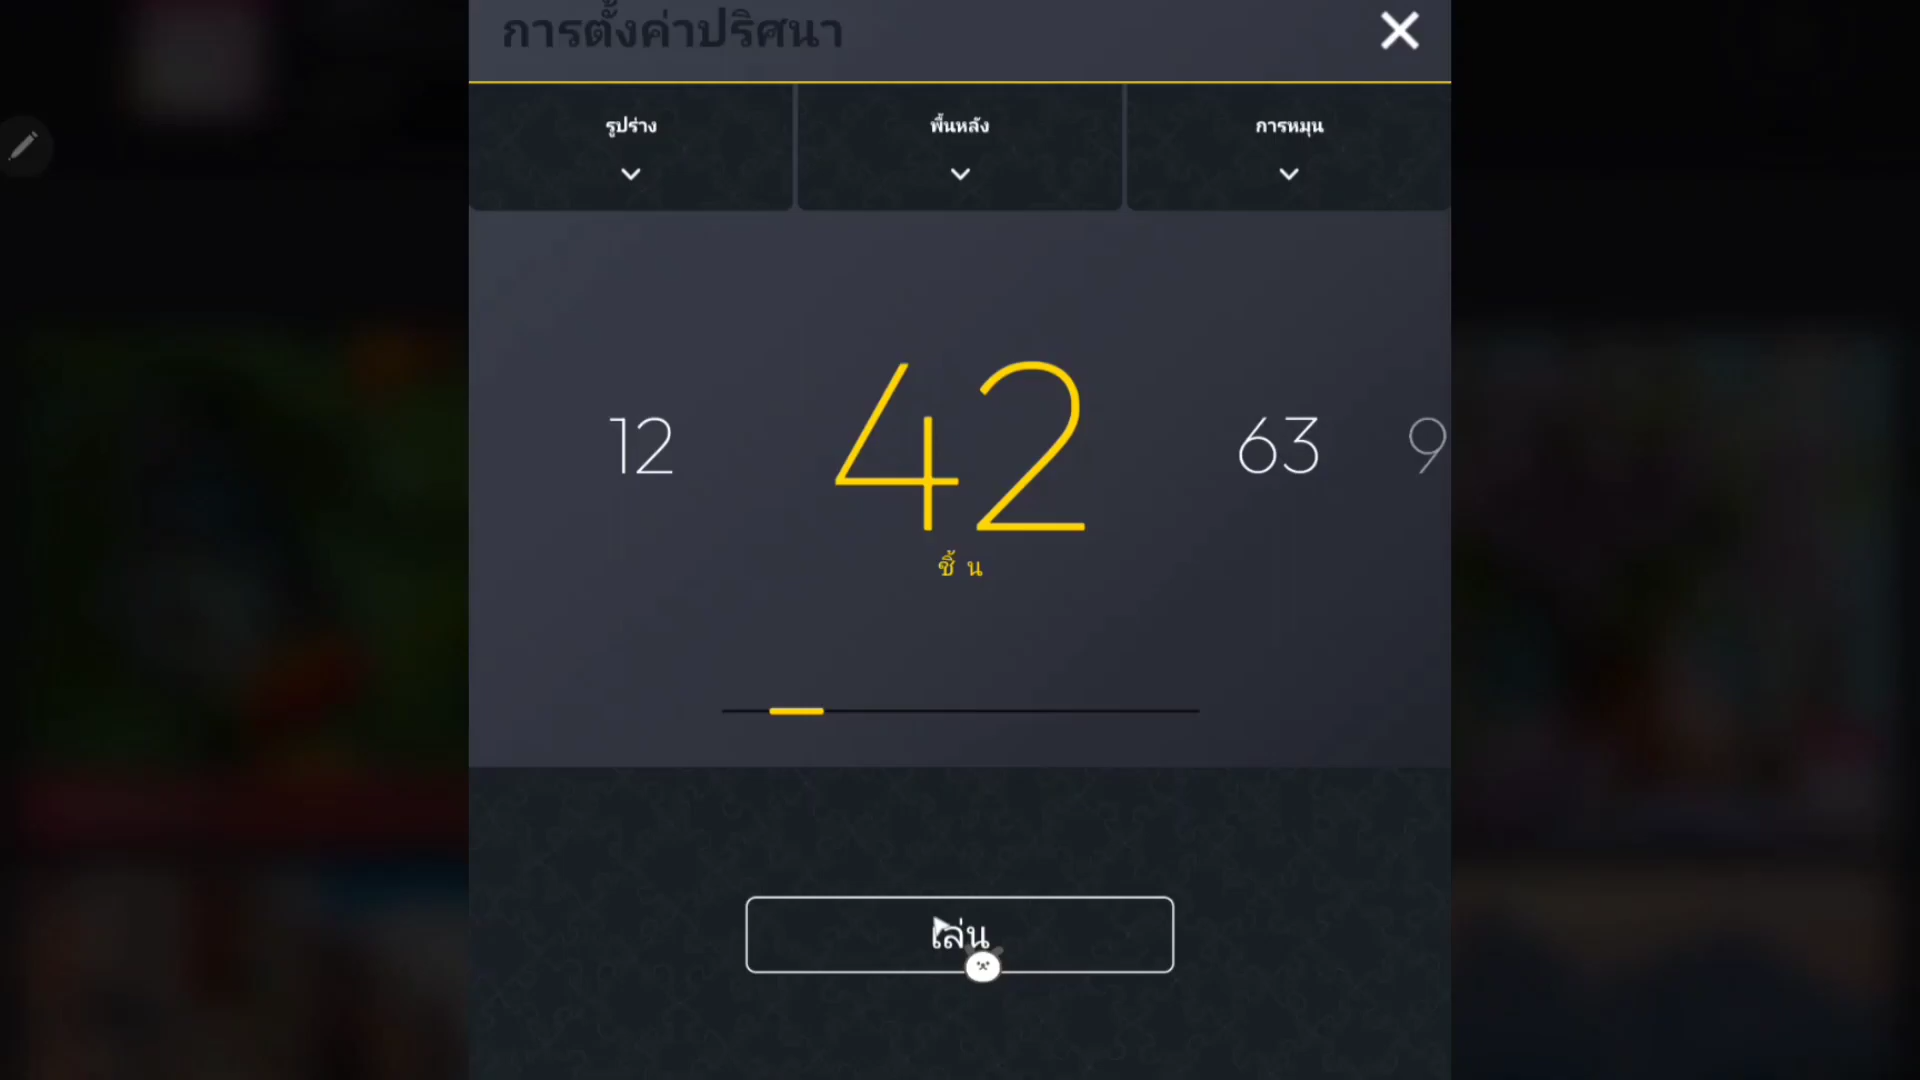 การตั้งค่าปริศนา
รูปร่าง พื้นหลัง การหมุน
12 42 63 9
ชิ้น
เล่น